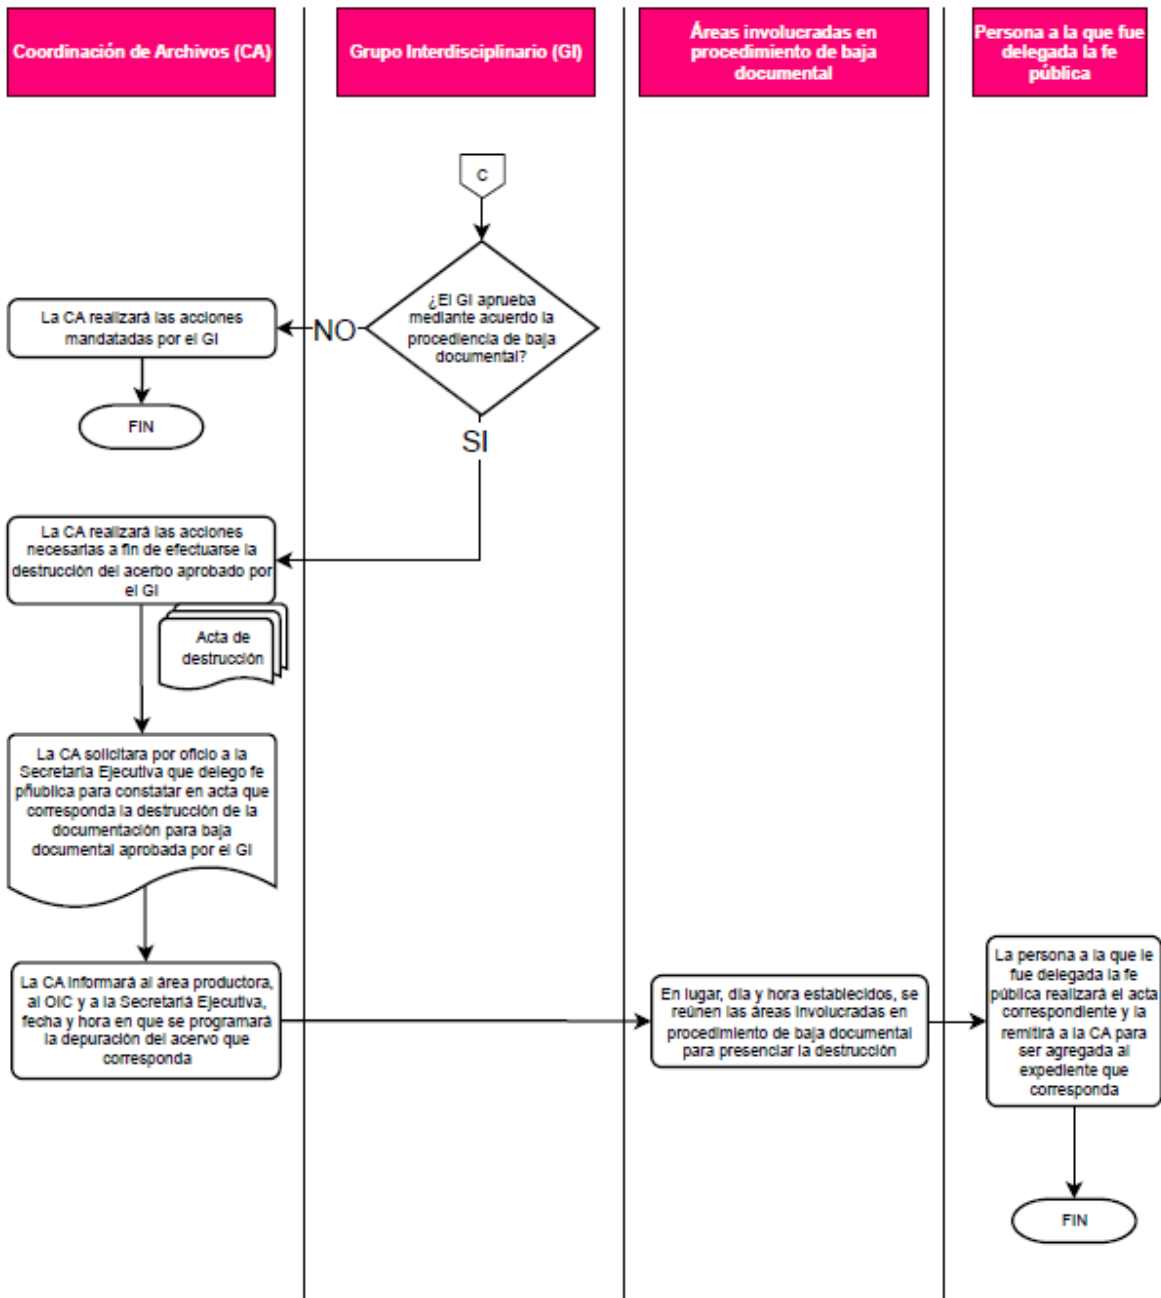 Coordinación de Archivos (CA)
Grupo Interdisciplinario (GI)
Áreas involucradas en
procedimiento de baja
documental
Persona a la que fue
delegada la fe
pública
C
¿El GI aprueba
mediante acuerdo la
procediencia de baja
documental?
NO
La CA realizará las acciones
mandatadas por el GI
FIN
SI
La CA realizará las acciones
necesarias a fin de efectuarse la
destrucción del acerbo aprobado por
el GI
Acta de
destrucción
La CA solicitara por oficio a la
Secretaria Ejecutiva que delego fe
pñublica para constatar en acta que
corresponda la destrucción de la
documentación para baja
documental aprobada por el GI
La CA informará al área productora,
al OIC y a la Secretariá Ejecutiva,
fecha y hora en que se programará
la depuración del acervo que
corresponda
En lugar, día y hora establecidos, se
reúnen las áreas involucradas en
procedimiento de baja documental
para presenciar la destrucción
La persona a la que le
fue delegada la fe
pública realizará el acta
correspondiente y la
remitirá a la CA para
ser agregada al
expediente que
corresponda
FIN